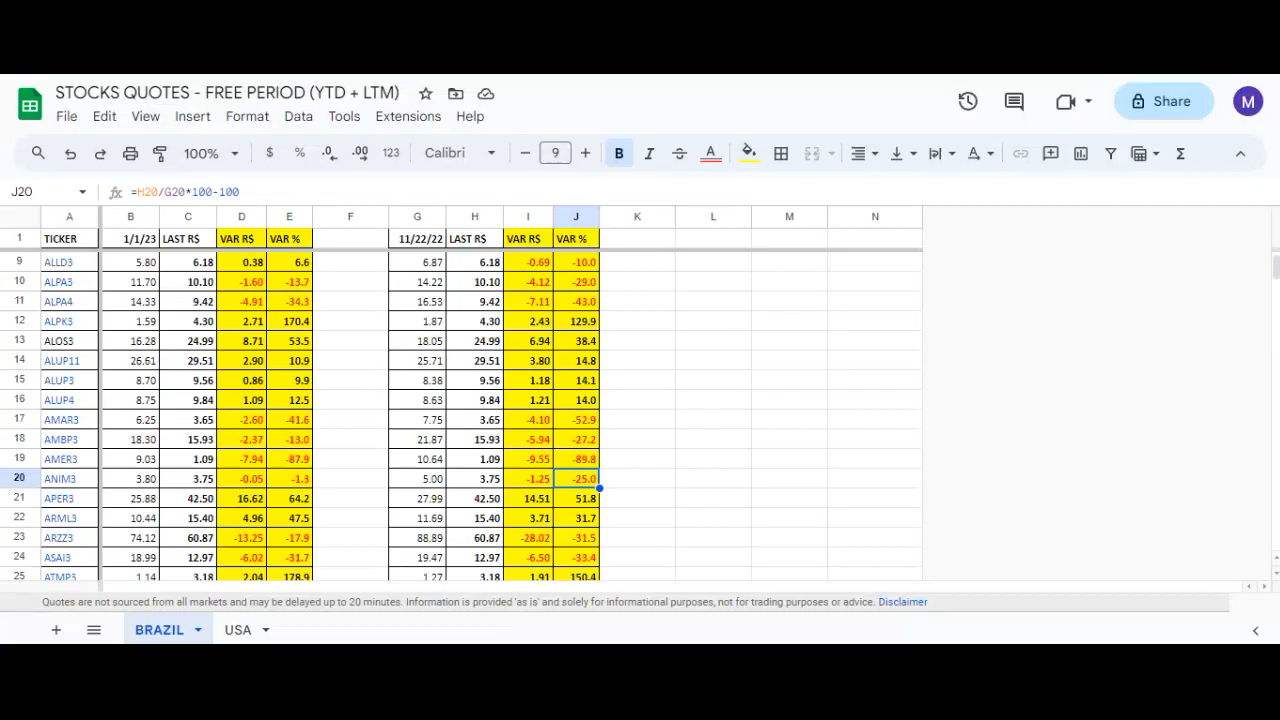 STOCKS QUOTES - FREE PERIOD (YTD + LTM)
File Edit View Insert Format Data Tools Extensions Help
Share M
100% $ % .0 .00 123 Calibri 9 B I A
J20 fx =H20/G20*100-100
A B C D E F G H I J K L M N
1 TICKER 1/1/23 LAST R$ VAR R$ VAR % 11/22/22 LAST R$ VAR R$ VAR %
9 ALLD3 5.80 6.18 0.38 6.6 6.87 6.18 -0.69 -10.0
10 ALPA3 11.70 10.10 -1.60 -13.7 14.22 10.10 -4.12 -29.0
11 ALPA4 14.33 9.42 -4.91 -34.3 16.53 9.42 -7.11 -43.0
12 ALPK3 1.59 4.30 2.71 170.4 1.87 4.30 2.43 129.9
13 ALOS3 16.28 24.99 8.71 53.5 18.05 24.99 6.94 38.4
14 ALUP11 26.61 29.51 2.90 10.9 25.71 29.51 3.80 14.8
15 ALUP3 8.70 9.56 0.86 9.9 8.38 9.56 1.18 14.1
16 ALUP4 8.75 9.84 1.09 12.5 8.63 9.84 1.21 14.0
17 AMAR3 6.25 3.65 -2.60 -41.6 7.75 3.65 -4.10 -52.9
18 AMBP3 18.30 15.93 -2.37 -13.0 21.87 15.93 -5.94 -27.2
19 AMER3 9.03 1.09 -7.94 -87.9 10.64 1.09 -9.55 -89.8
20 ANIM3 3.80 3.75 -0.05 -1.3 5.00 3.75 -1.25 -25.0
21 APER3 25.88 42.50 16.62 64.2 27.99 42.50 14.51 51.8
22 ARML3 10.44 15.40 4.96 47.5 11.69 15.40 3.71 31.7
23 ARZZ3 74.12 60.87 -13.25 -17.9 88.89 60.87 -28.02 -31.5
24 ASAI3 18.99 12.97 -6.02 -31.7 19.47 12.97 -6.50 -33.4
25 ATMP3 1.14 3.18 2.04 178.9 1.27 3.18 1.91 150.4
Quotes are not sourced from all markets and may be delayed up to 20 minutes. Information is provided 'as is' and solely for informational purposes, not for trading purposes or advice. Disclaimer
BRAZIL USA